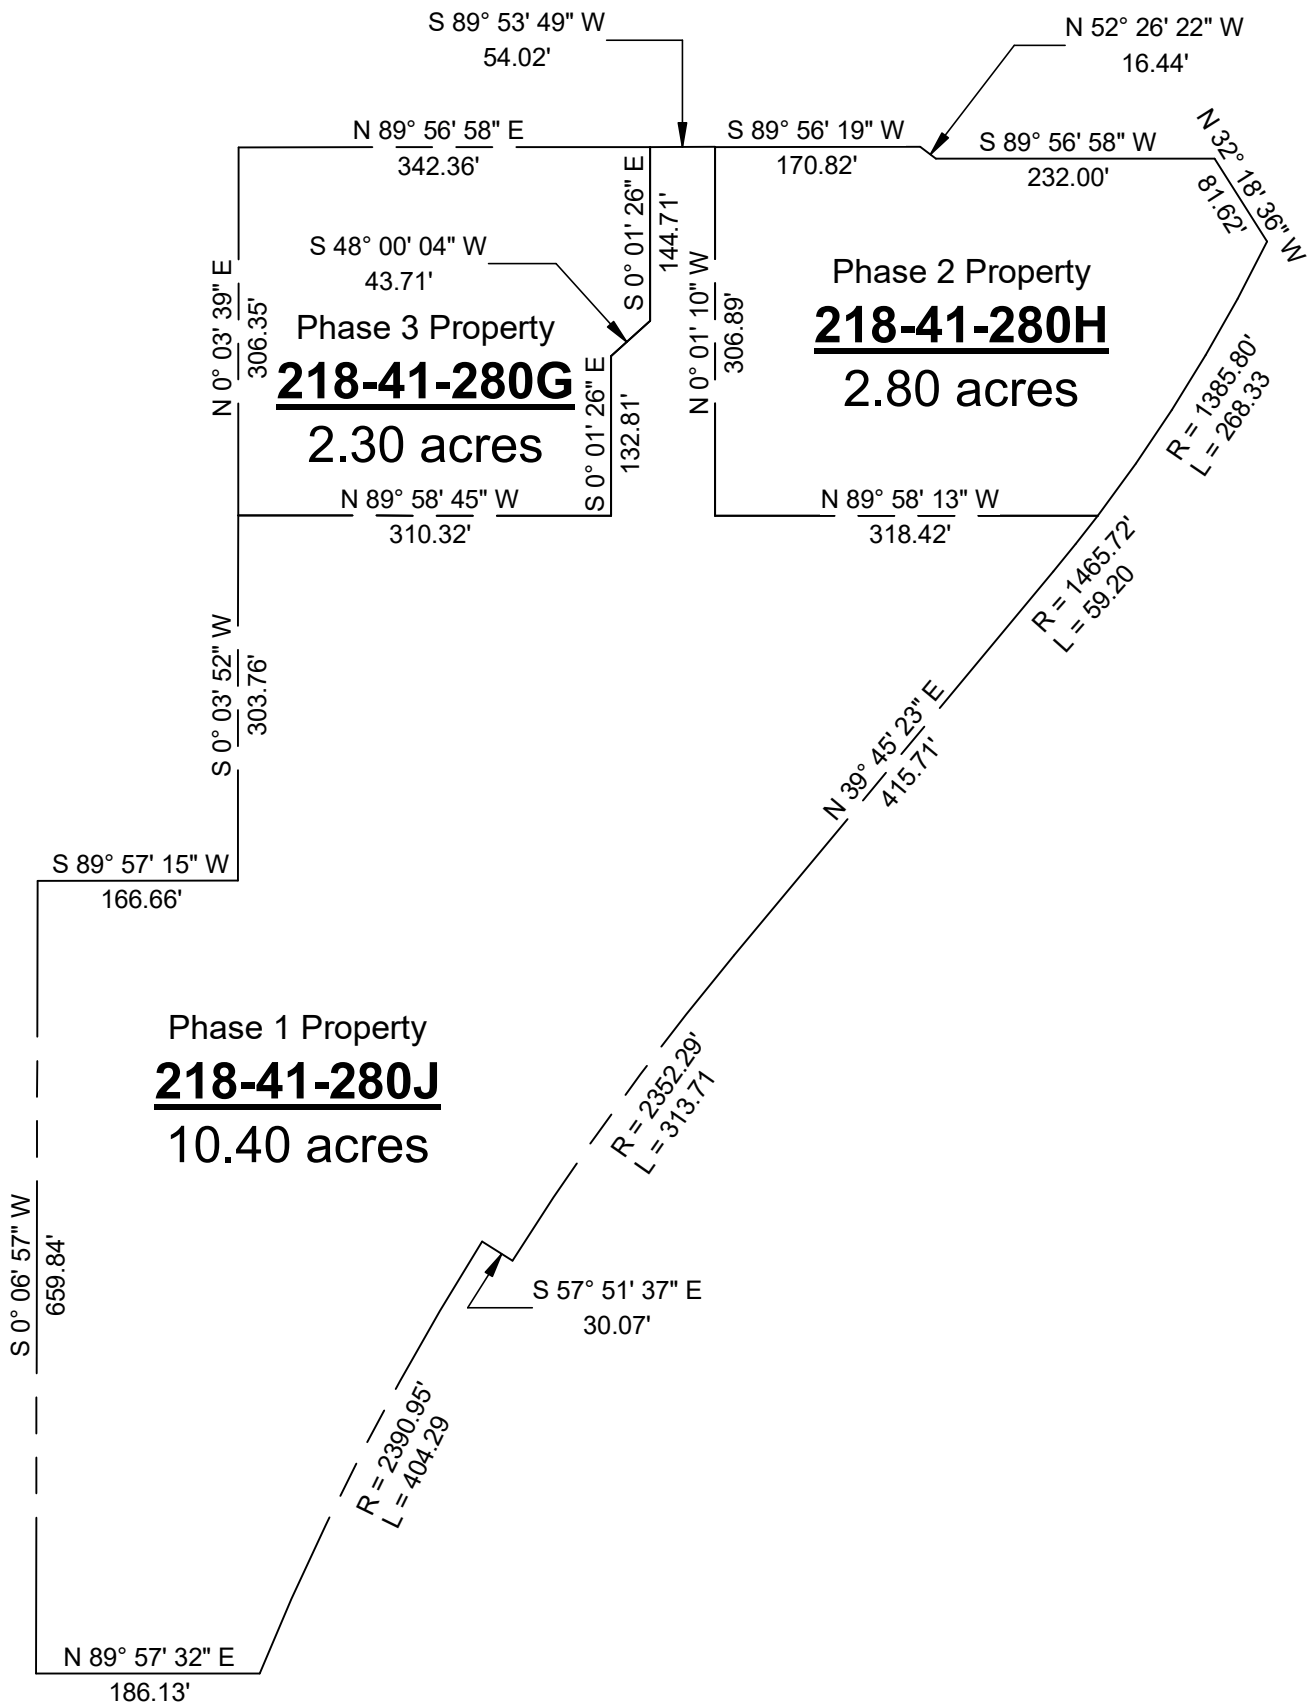 S 89° 53' 49" W
54.02'
N 52° 26' 22" W
16.44'
N 89° 56' 58" E
342.36'
S 89° 56' 19" W
170.82'
S 89° 56' 58" W
232.00'
N 32° 18' 36" W
81.62'
S 0° 01' 26" E
144.71'
S 48° 00' 04" W
43.71'
N 0° 03' 39" E
306.35'
Phase 3 Property
218-41-280G
2.30 acres
S 0° 01' 26" E
132.81'
N 0° 01' 10" W
306.89'
Phase 2 Property
218-41-280H
2.80 acres
R = 1385.80'
L = 268.33
N 89° 58' 45" W
310.32'
N 89° 58' 13" W
318.42'
R = 1465.72'
L = 59.20
S 0° 03' 52" W
303.76'
N 39° 45' 23" E
415.71'
S 89° 57' 15" W
166.66'
Phase 1 Property
218-41-280J
10.40 acres
R = 2352.29'
L = 313.71
S 0° 06' 57" W
659.84'
S 57° 51' 37" E
30.07'
R = 2390.95'
L = 404.29
N 89° 57' 32" E
186.13'